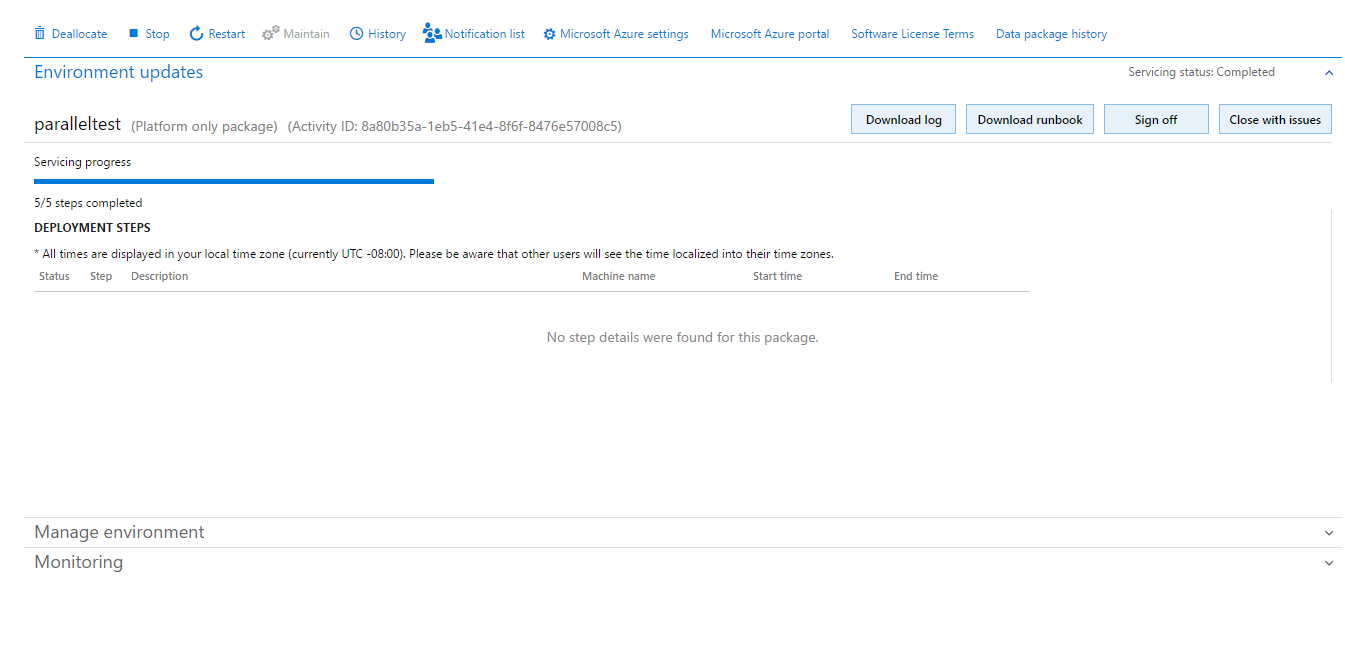 Deallocate Stop Restart Maintain History Notification list Microsoft Azure settings Microsoft Azure portal Software License Terms Data package history
Environment updates Servicing status: Completed
paralleltest (Platform only package) (Activity ID: 8a80b35a-1eb5-41e4-8f6f-8476e57008c5) Download log Download runbook Sign off Close with issues
Servicing progress
5/5 steps completed
DEPLOYMENT STEPS
* All times are displayed in your local time zone (currently UTC -08:00). Please be aware that other users will see the time localized into their time zones.
Status Step Description Machine name Start time End time
No step details were found for this package.
Manage environment
Monitoring